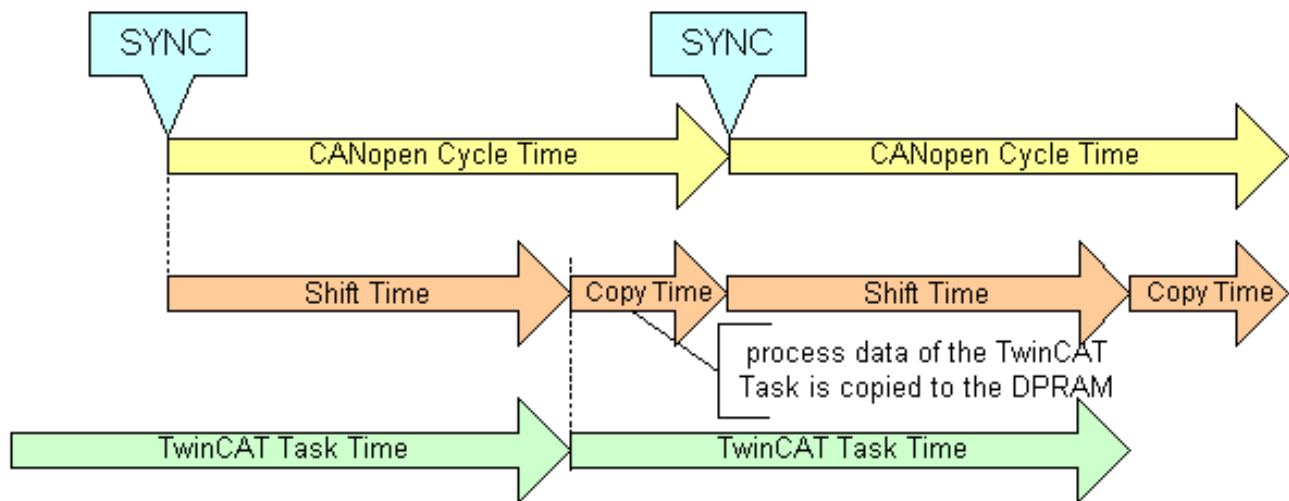 SYNC
SYNC
CANopen Cycle Time
CANopen Cycle Time
Shift Time
Copy Time
Shift Time
Copy Time
process data of the TwinCAT
Task is copied to the DPRAM
TwinCAT Task Time
TwinCAT Task Time